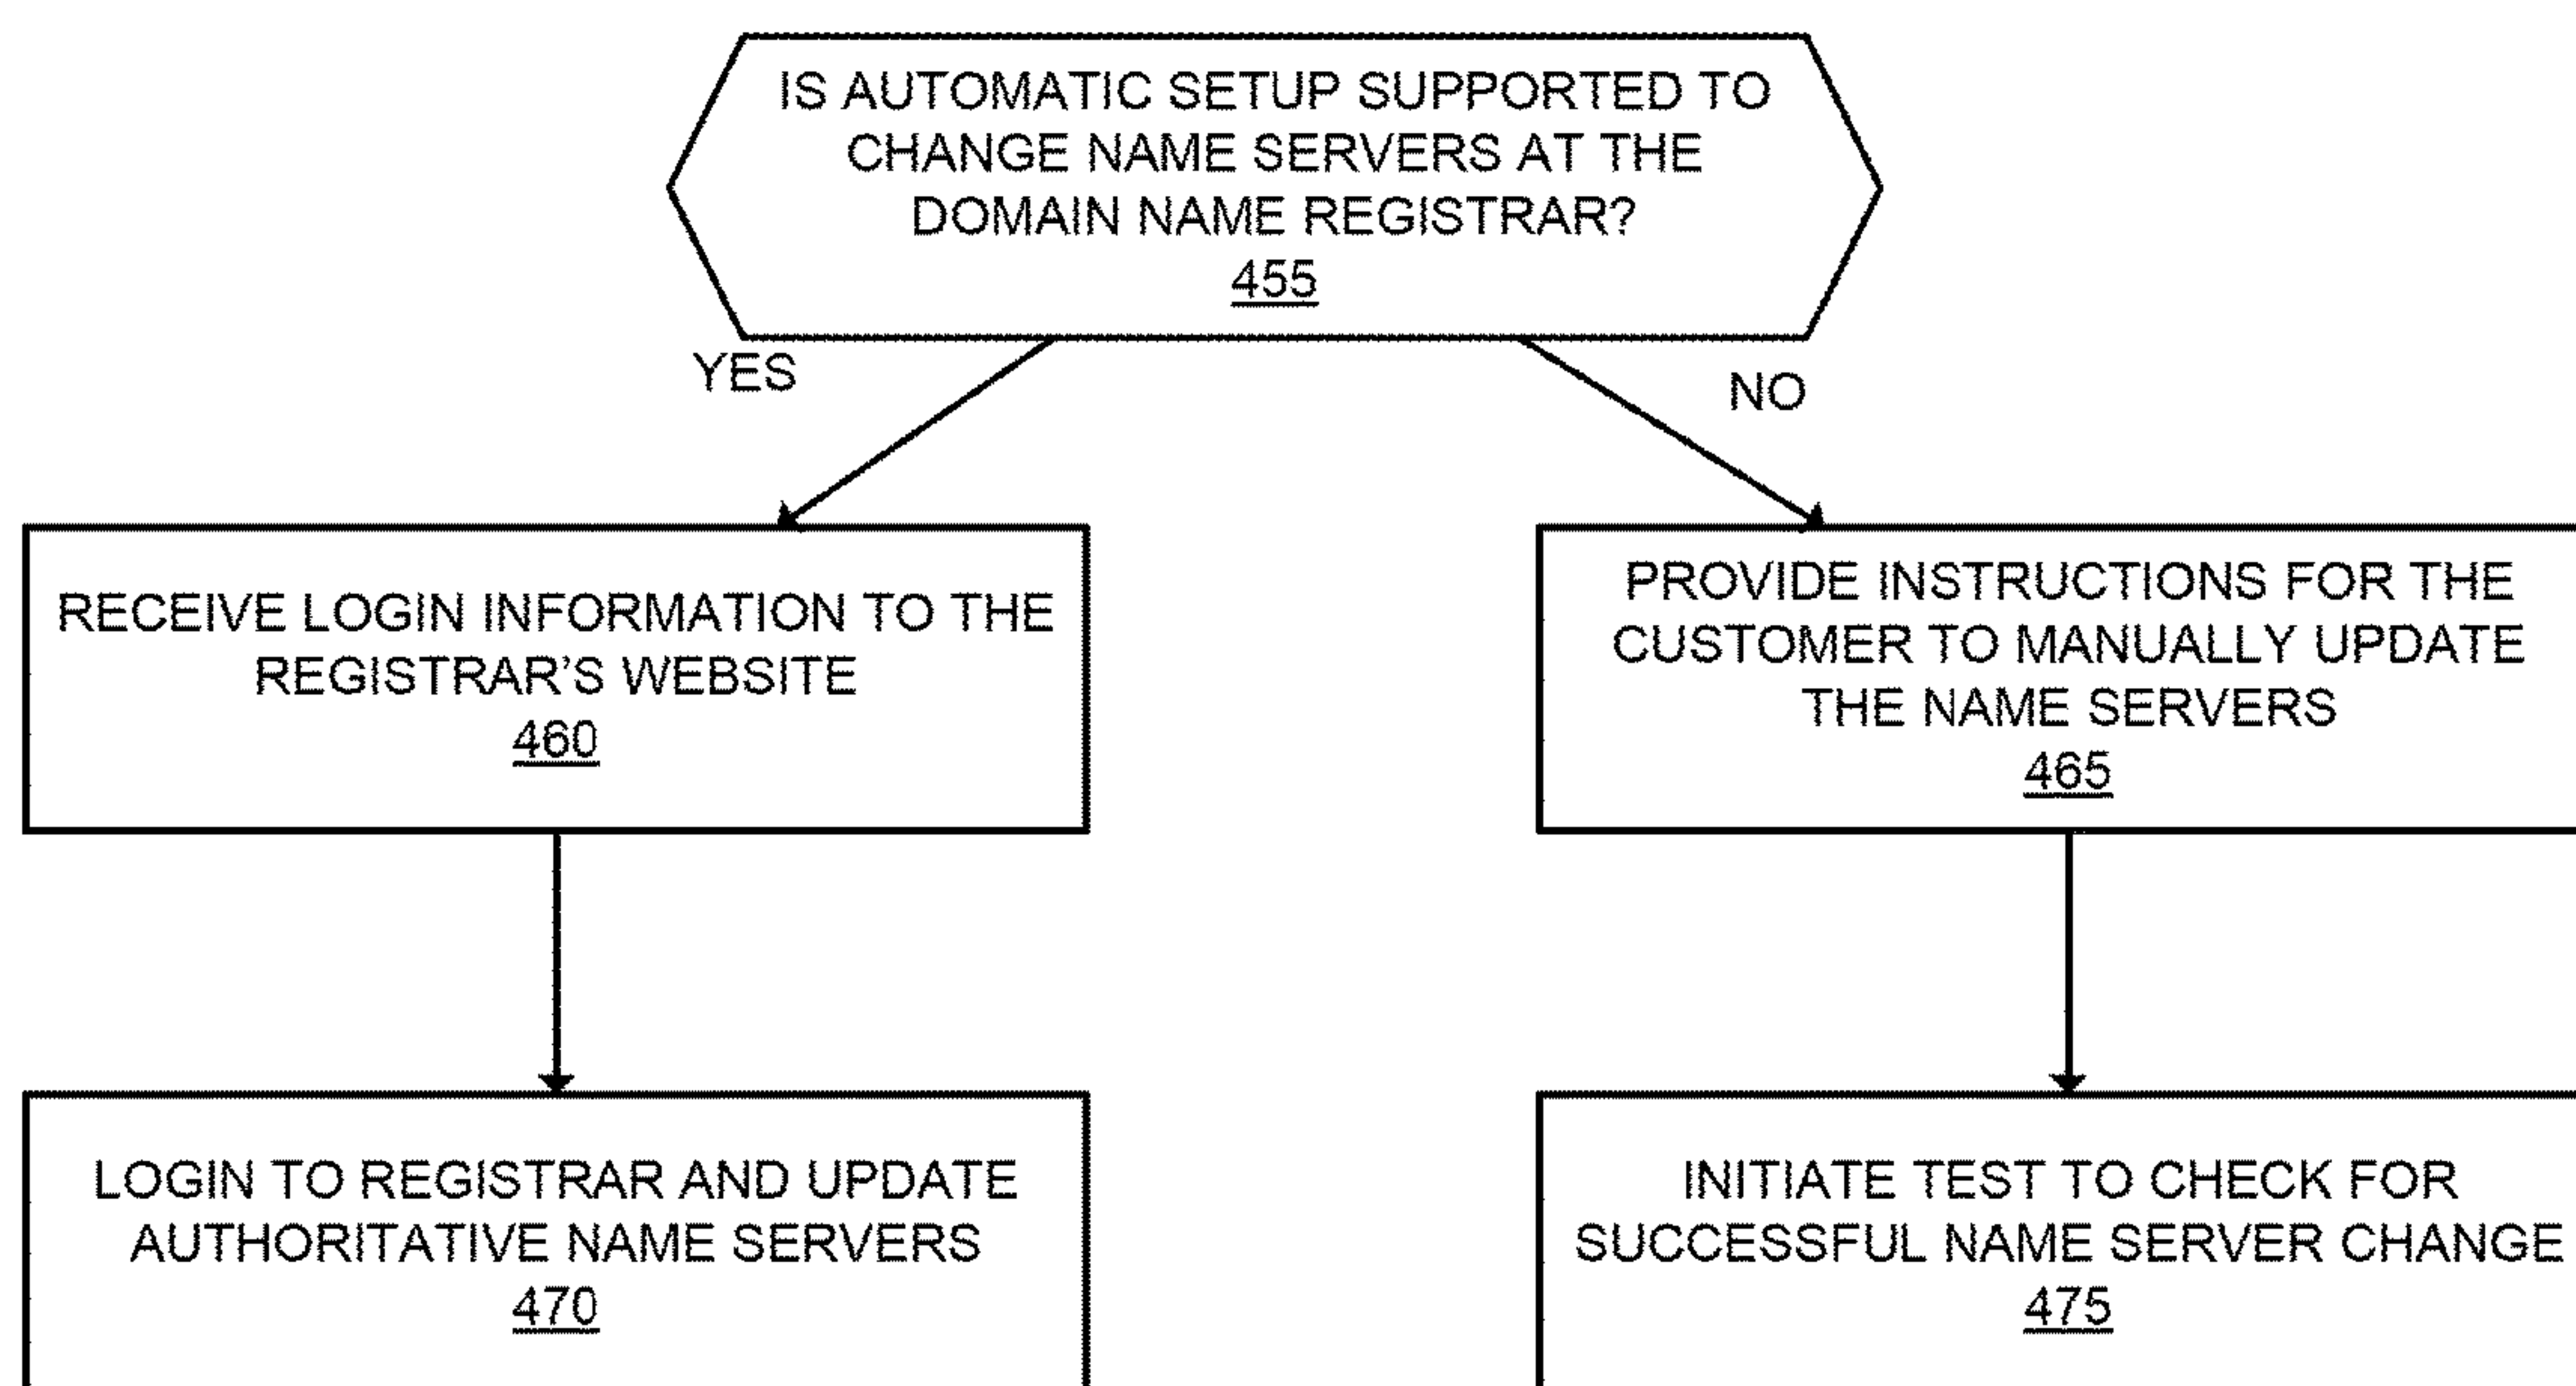 IS AUTOMATIC SETUP SUPPORTED TO
CHANGE NAME SERVERS AT THE
DOMAIN NAME REGISTRAR?
455
YES
NO
RECEIVE LOGIN INFORMATION TO THE
REGISTRAR’S WEBSITE
460
PROVIDE INSTRUCTIONS FOR THE
CUSTOMER TO MANUALLY UPDATE
THE NAME SERVERS
465
LOGIN TO REGISTRAR AND UPDATE
AUTHORITATIVE NAME SERVERS
470
INITIATE TEST TO CHECK FOR
SUCCESSFUL NAME SERVER CHANGE
475